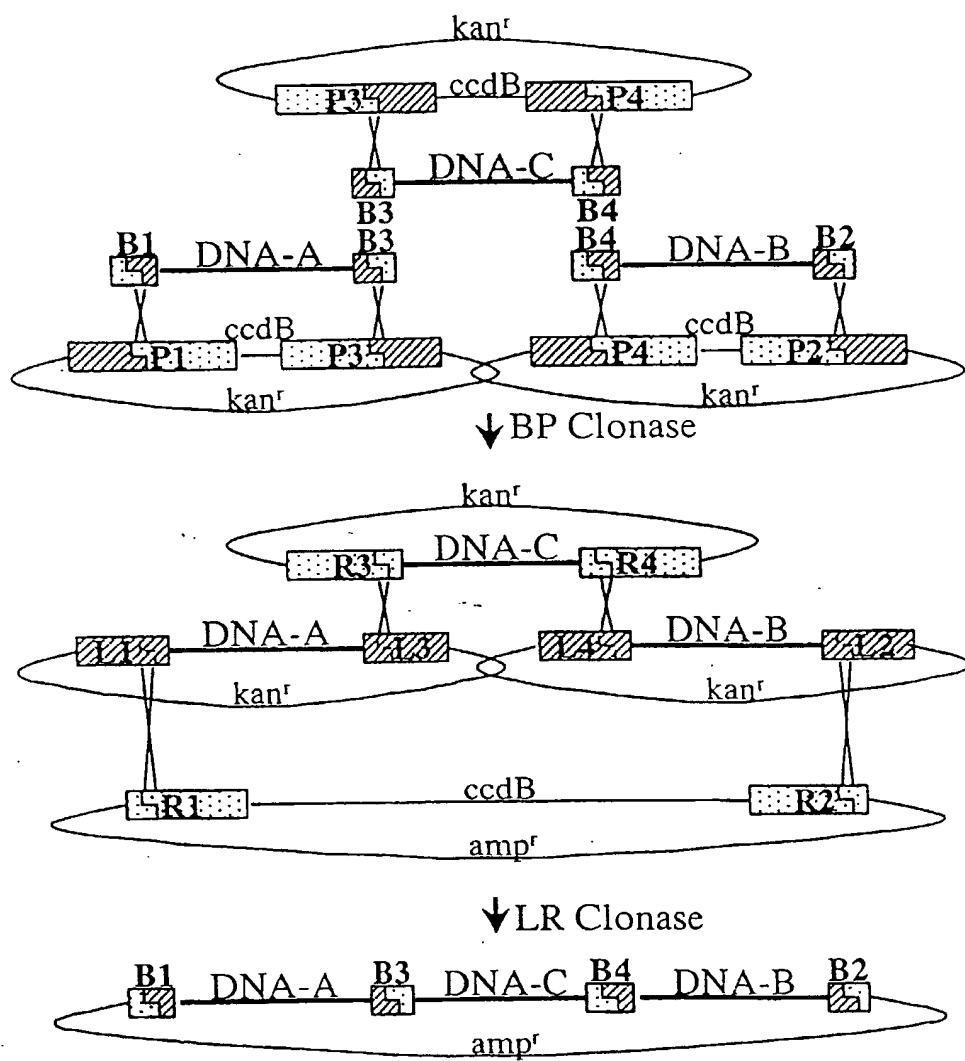 kanʳ
P3 ccdB P4
DNA-C
B3 B4
B1 DNA-A B3 B4 DNA-B B2
ccdB ccdB
P1 P3 P4 P2
kanʳ kanʳ
BP Clonase
kanʳ
R3 DNA-C R4
DNA-A DNA-B
L1 L3 L4 L2
kanʳ kanʳ
ccdB
R1 R2
ampʳ
LR Clonase
B1 DNA-A B3 DNA-C B4 DNA-B B2
ampʳ